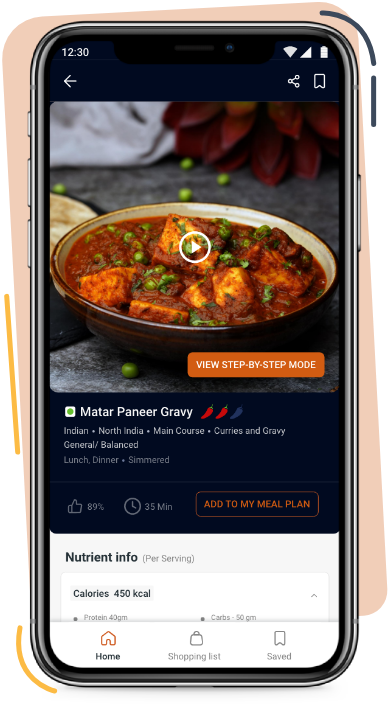 12:30
VIEW STEP-BY-STEP MODE
Matar Paneer Gravy
Indian • North India • Main Course • Curries and Gravy
General/ Balanced
Lunch, Dinner • Simmered
89% 35 Min ADD TO MY MEAL PLAN
Nutrient info (Per Serving)
Calories 450 kcal
• Protein 40gm • Carbs - 50 gm
Home Shopping list Saved